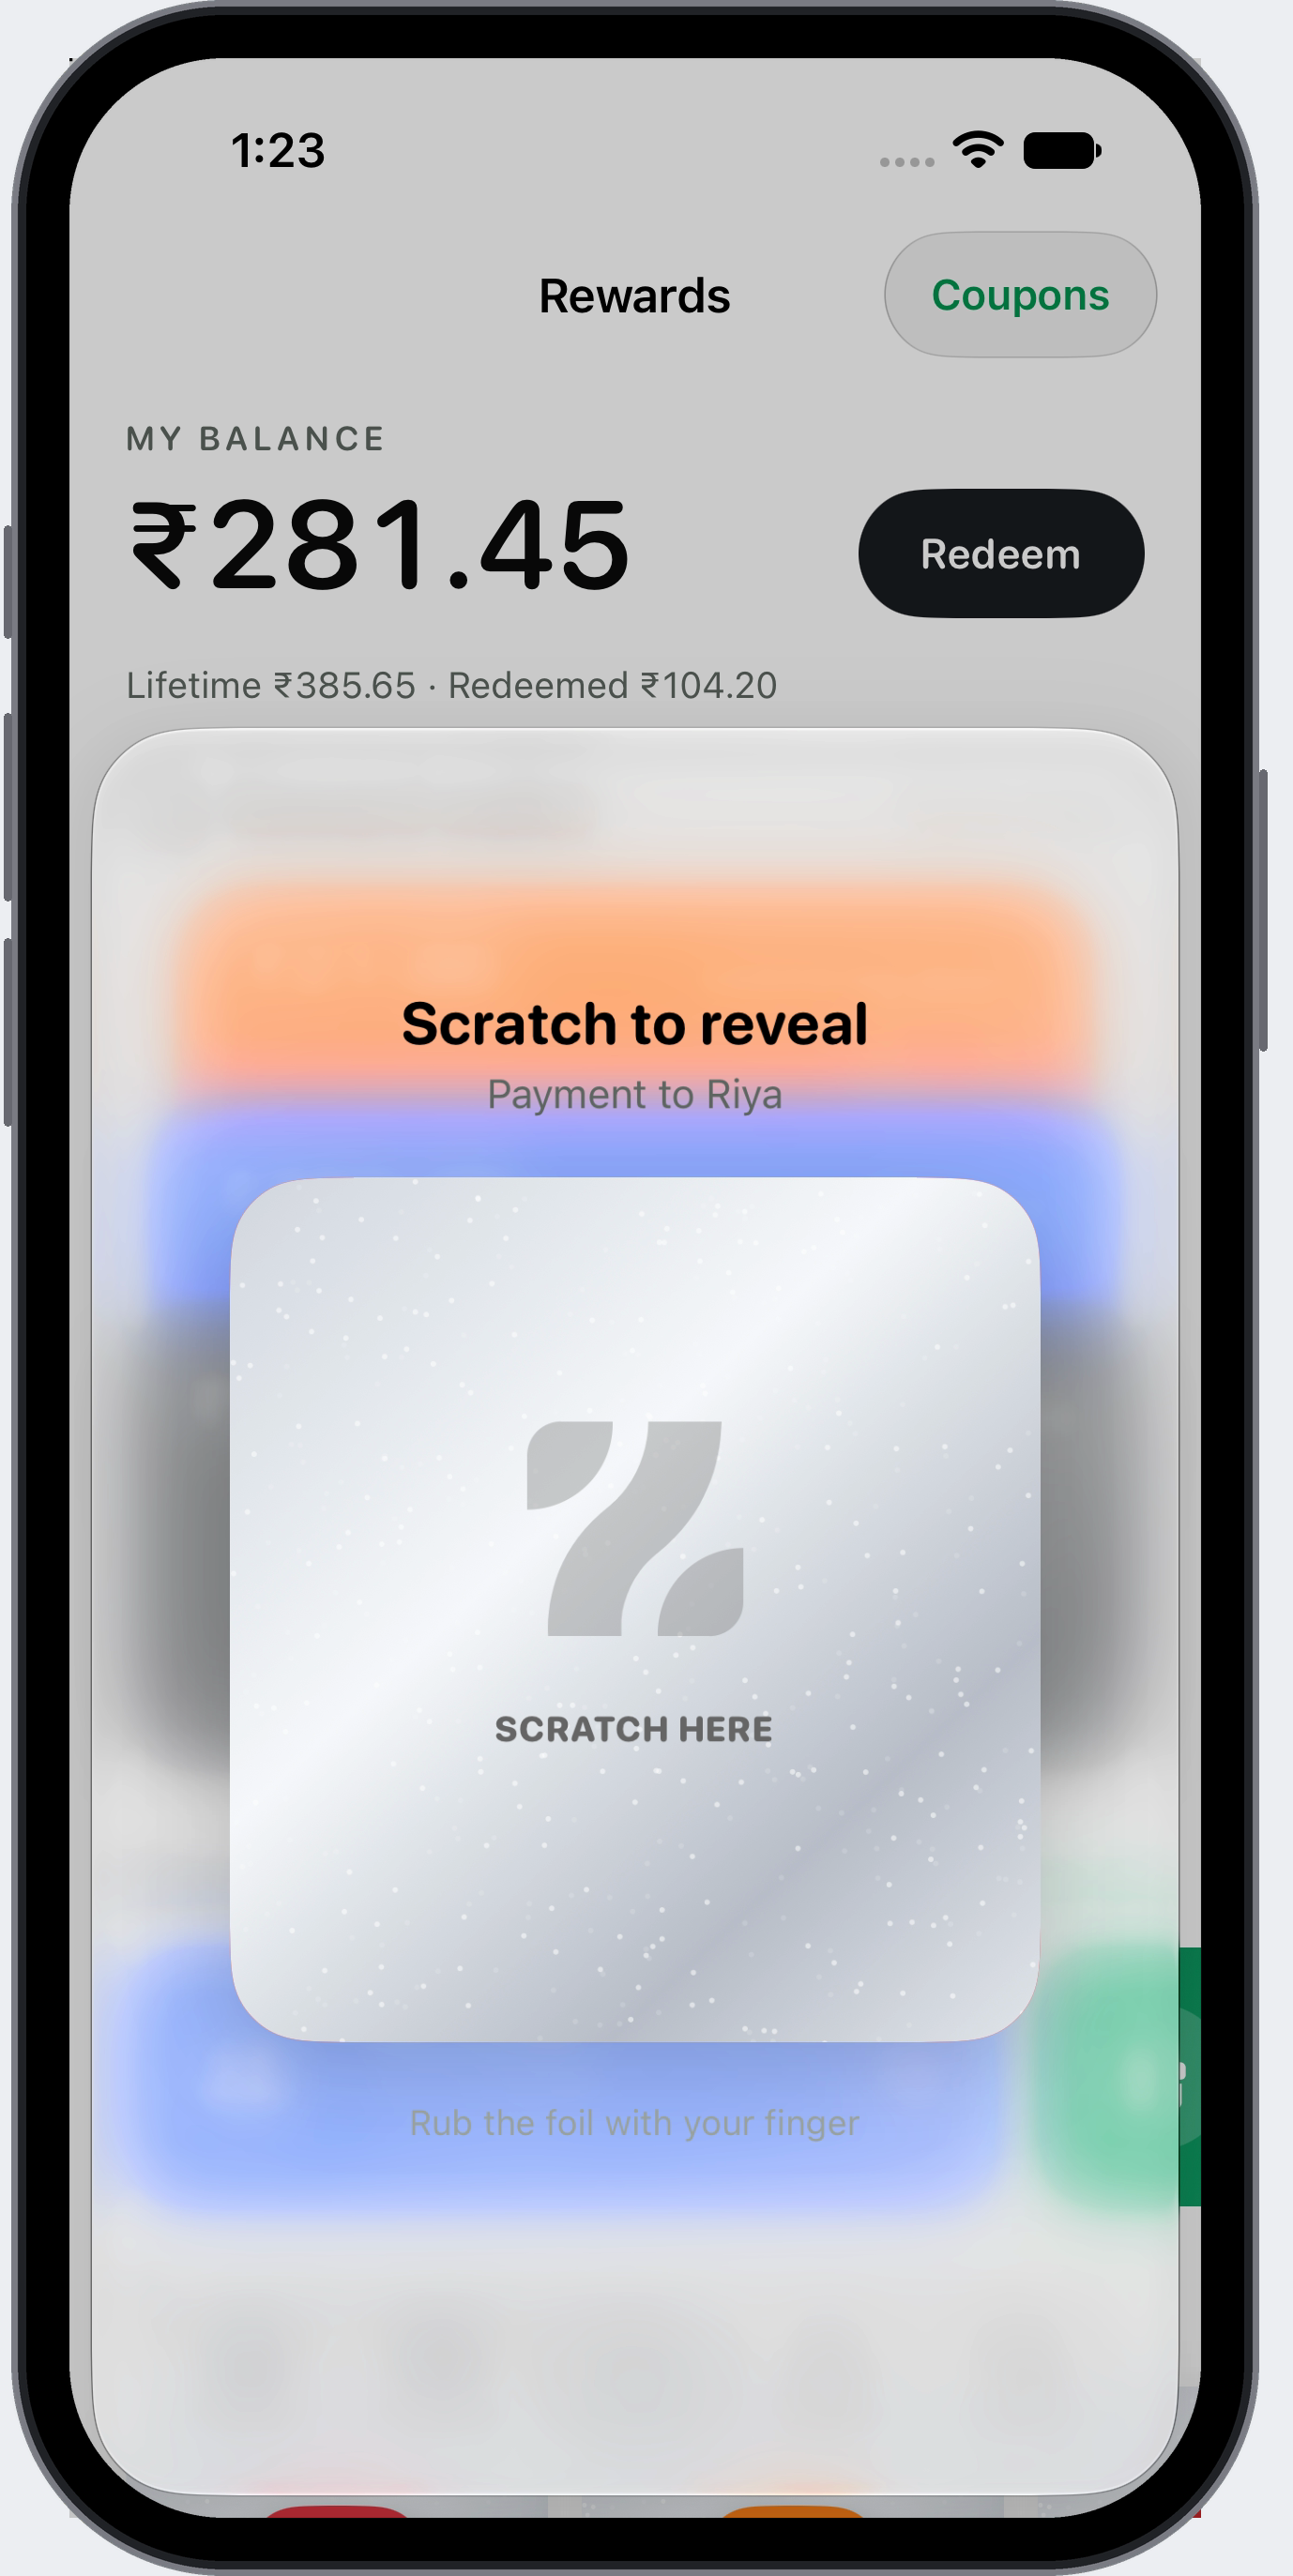 1:23
Rewards
Coupons
MY BALANCE
₹281.45
Redeem
Lifetime ₹385.65 · Redeemed ₹104.20
Scratch to reveal
Payment to Riya
SCRATCH HERE
Rub the foil with your finger